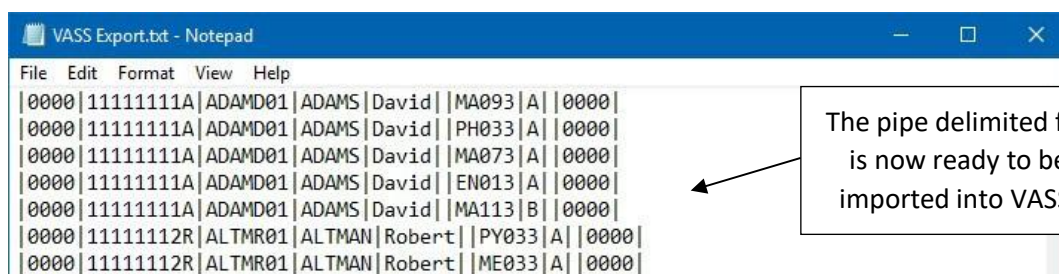 VASS Export.txt - Notepad
File Edit Format View Help
|0000|11111111A|ADAMD01|ADAMS|David||MA093|A||0000|
|0000|11111111A|ADAMD01|ADAMS|David||PH033|A||0000|
|0000|11111111A|ADAMD01|ADAMS|David||MA073|A||0000|
|0000|11111111A|ADAMD01|ADAMS|David||EN013|A||0000|
|0000|11111111A|ADAMD01|ADAMS|David||MA113|B||0000|
|0000|11111112R|ALTMR01|ALTMAN|Robert||PY033|A||0000|
|0000|11111112R|ALTMR01|ALTMAN|Robert||ME033|A||0000|
The pipe delimited
is now ready to
imported into